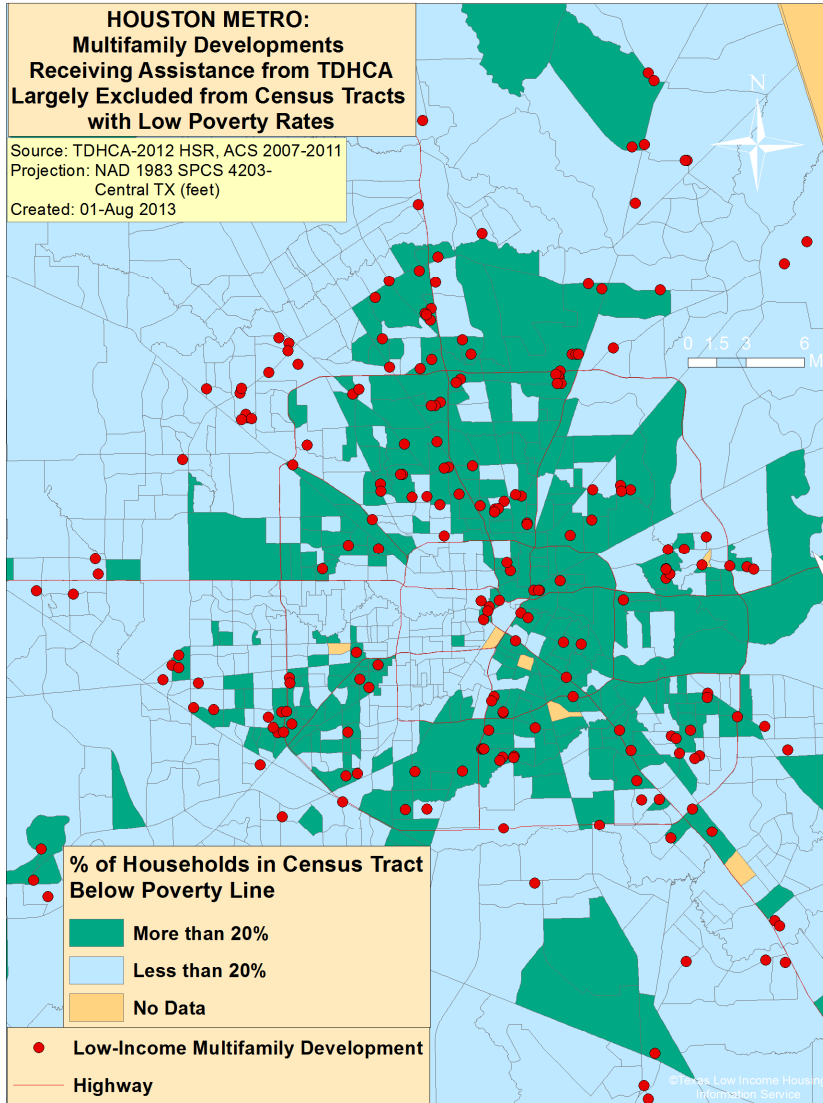 HOUSTON METRO:
Multifamily Developments
Receiving Assistance from TDHCA
Largely Excluded from Census Tracts
with Low Poverty Rates
Source: TDHCA-2012 HSR, ACS 2007-2011
Projection: NAD 1983 SPCS 4203-
Central TX (feet)
Created: 01-Aug 2013
N
0 1.5 3 6
M
% of Households in Census Tract
Below Poverty Line
More than 20%
Less than 20%
No Data
Low-Income Multifamily Development
Highway
©Texas Low Income Housing
Information Service